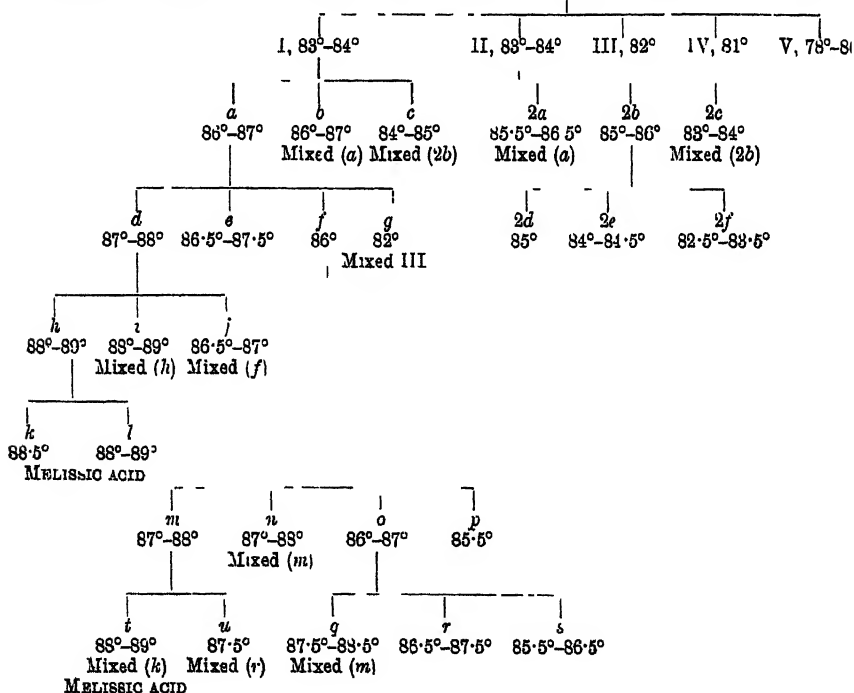 I, 83°–84° II, 83°–84° III, 82° IV, 81° V, 78°–8
a b c 2a 2b 2c
86°–87° 86°–87° 84°–85° 85·5°–86 5° 85°–86° 83°–84°
Mixed (a) Mixed (2b) Mixed (a) Mixed (2b)
d e f g 2d 2e 2f
87°–88° 86·5°–87·5° 86° 82° 85° 84°–84·5° 82·5°–83·5°
Mixed III
h i j
88°–89° 88°–89° 86·5°–87°
Mixed (h) Mixed (f)
k l
88·5° 88°–89°
MELISSIC ACID
m n o p
87°–88° 87°–88° 86°–87° 85·5°
Mixed (m)
t u q r s
88°–89° 87·5° 87·5°–88·5° 86·5°–87·5° 85·5°–86·5°
Mixed (k) Mixed (r) Mixed (m)
MELISSIC ACID